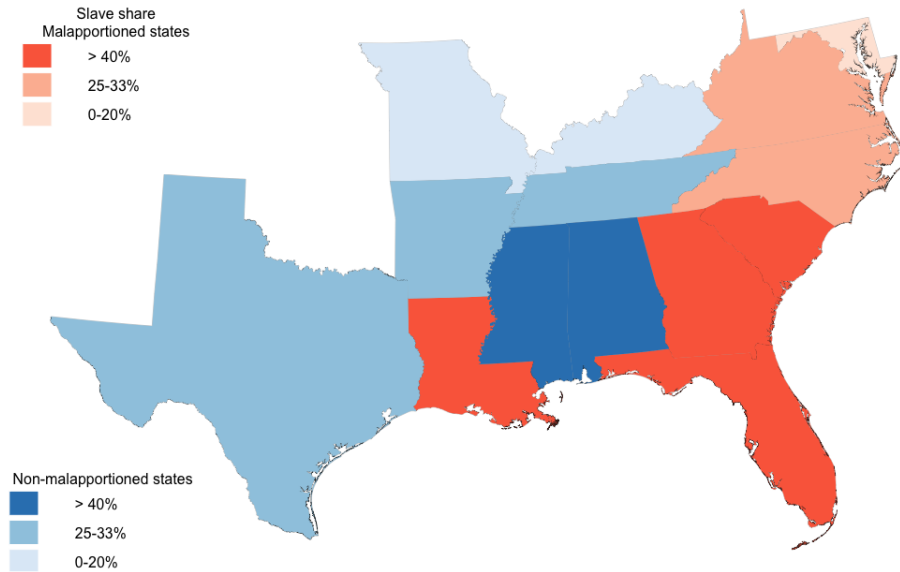 Slave share
Malapportioned states
> 40%
25-33%
0-20%
Non-malapportioned states
> 40%
25-33%
0-20%